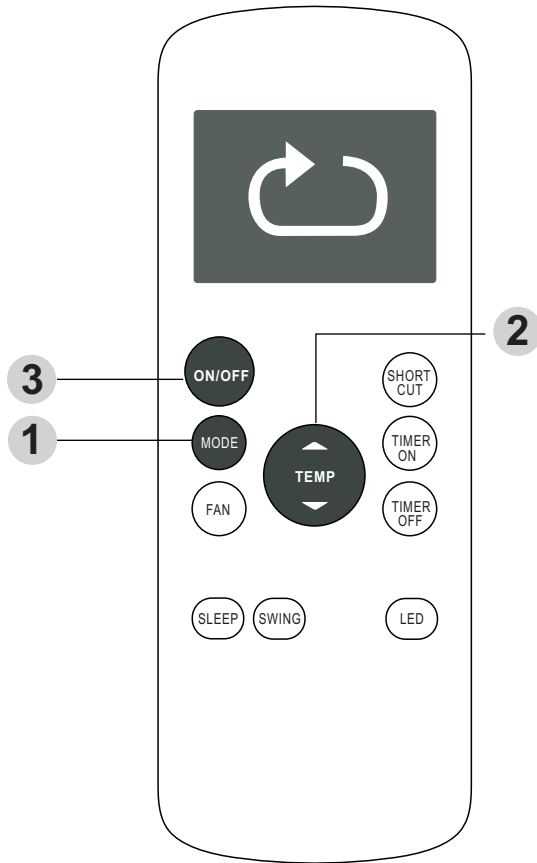 2
3
ON/OFF
SHORT
CUT
1
MODE
TEMP
TIMER
ON
FAN
TIMER
OFF
SLEEP
SWING
LED